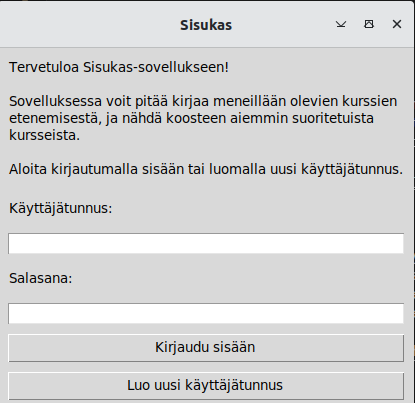 Sisukas
Tervetuloa Sisukas-sovellukseen!
Sovelluksessa voit pitää kirjaa meneillään olevien kurssien
etenemisestä, ja nähdä koosteen aiemmin suoritetuista
kursseista.
Aloita kirjautumalla sisään tai luomalla uusi käyttäjätunnus.
Käyttäjätunnus:
Salasana:
Kirjaudu sisään
Luo uusi käyttäjätunnus